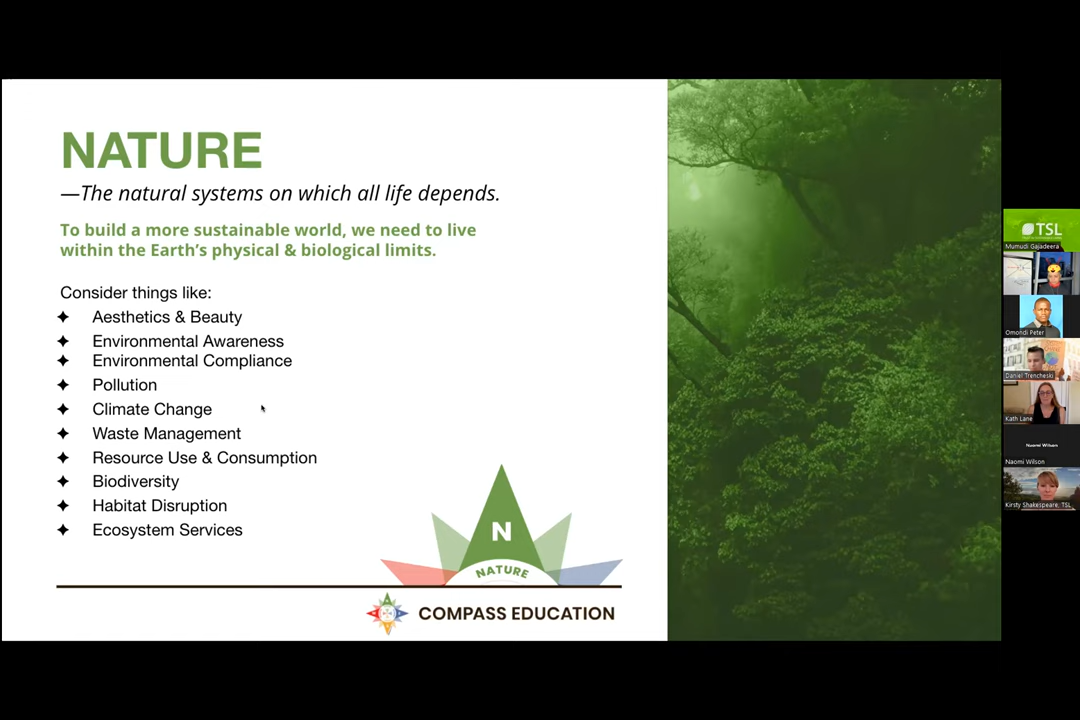 NATURE
—The natural systems on which all life depends.
To build a more sustainable world, we need to live
within the Earth's physical & biological limits.
Consider things like:
Aesthetics & Beauty
Environmental Awareness
Environmental Compliance
Pollution
Climate Change
Waste Management
Resource Use & Consumption
Biodiversity
Habitat Disruption
Ecosystem Services
N
NATURE
COMPASS EDUCATION
TSL
Mumudi Gajadeera
Omondi Peter
Daniel Trencheski
Kath Lane
Naomi Wilson
Naomi Wilson
Kirsty Shakespeare: TSL